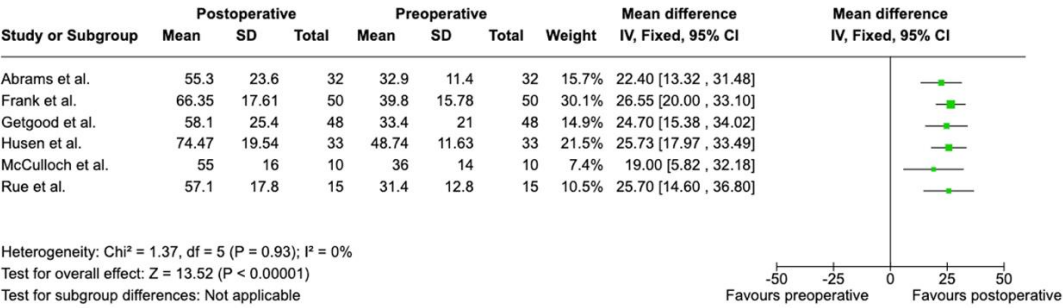 Postoperative Preoperative Mean difference Mean difference
Study or Subgroup Mean SD Total Mean SD Total Weight IV, Fixed, 95% CI IV, Fixed, 95% CI
Abrams et al. 55.3 23.6 32 32.9 11.4 32 15.7% 22.40 [13.32 , 31.48]
Frank et al. 66.35 17.61 50 39.8 15.78 50 30.1% 26.55 [20.00 , 33.10]
Getgood et al. 58.1 25.4 48 33.4 21 48 14.9% 24.70 [15.38 , 34.02]
Husen et al. 74.47 19.54 33 48.74 11.63 33 21.5% 25.73 [17.97 , 33.49]
McCulloch et al. 55 16 10 36 14 10 7.4% 19.00 [5.82 , 32.18]
Rue et al. 57.1 17.8 15 31.4 12.8 15 10.5% 25.70 [14.60 , 36.80]
Heterogeneity: Chi² = 1.37, df = 5 (P = 0.93); I² = 0%
Test for overall effect: Z = 13.52 (P < 0.00001)
Test for subgroup differences: Not applicable
-50 -25 0 25 50
Favours preoperative Favours postoperative